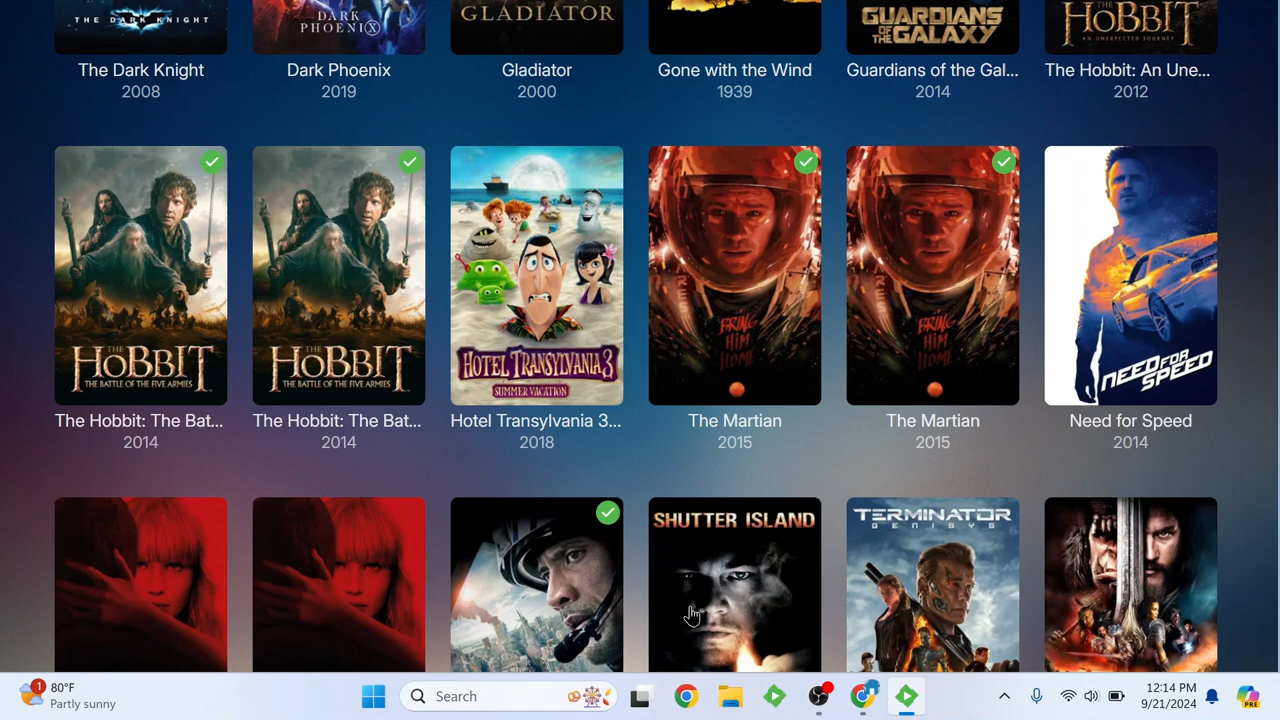 THE DARK KNIGHT
DARK PHOENIX
GLADIATOR
GUARDIANS OF THE GALAXY
THE HOBBIT
AN UNEXPECTED JOURNEY
The Dark Knight
2008
Dark Phoenix
2019
Gladiator
2000
Gone with the Wind
1939
Guardians of the Gal...
2014
The Hobbit: An Une...
2012
THE HOBBIT
THE BATTLE OF THE FIVE ARMIES
THE HOBBIT
THE BATTLE OF THE FIVE ARMIES
HOTEL TRANSYLVANIA 3
SUMMER VACATION
BRING
HIM
HOME
BRING
HIM
HOME
NEED FOR
SPEED
The Hobbit: The Bat...
2014
The Hobbit: The Bat...
2014
Hotel Transylvania 3...
2018
The Martian
2015
The Martian
2015
Need for Speed
2014
SHUTTER ISLAND
TERMINATOR
GENISYS
1
80°F
Partly sunny
Search
PRE
12:14 PM
9/21/2024